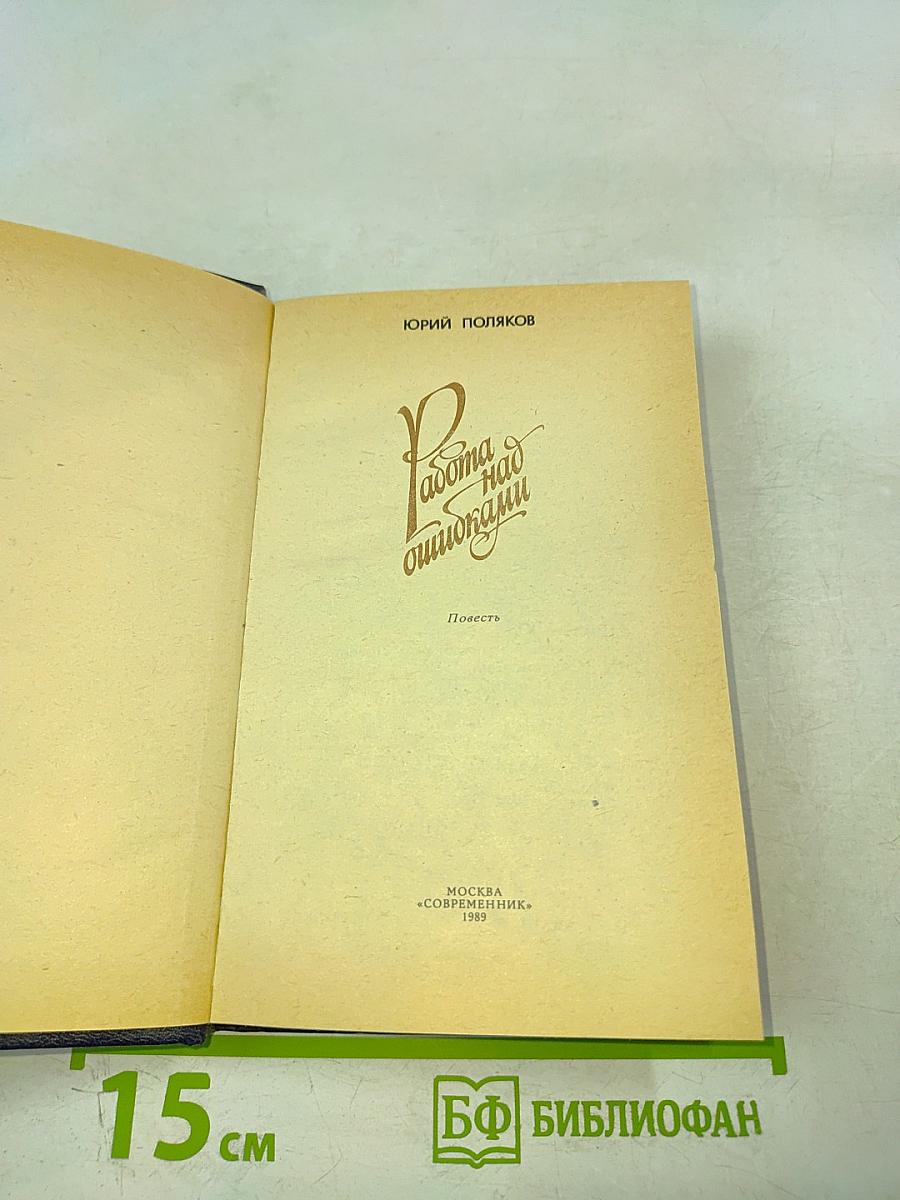 ЮРИЙ ПОЛЯКОВ
Работа
над
ошибками
Повесть
МОСКВА
«СОВРЕМЕННИК»
1989
15 см
БФ БИБЛИОФАН